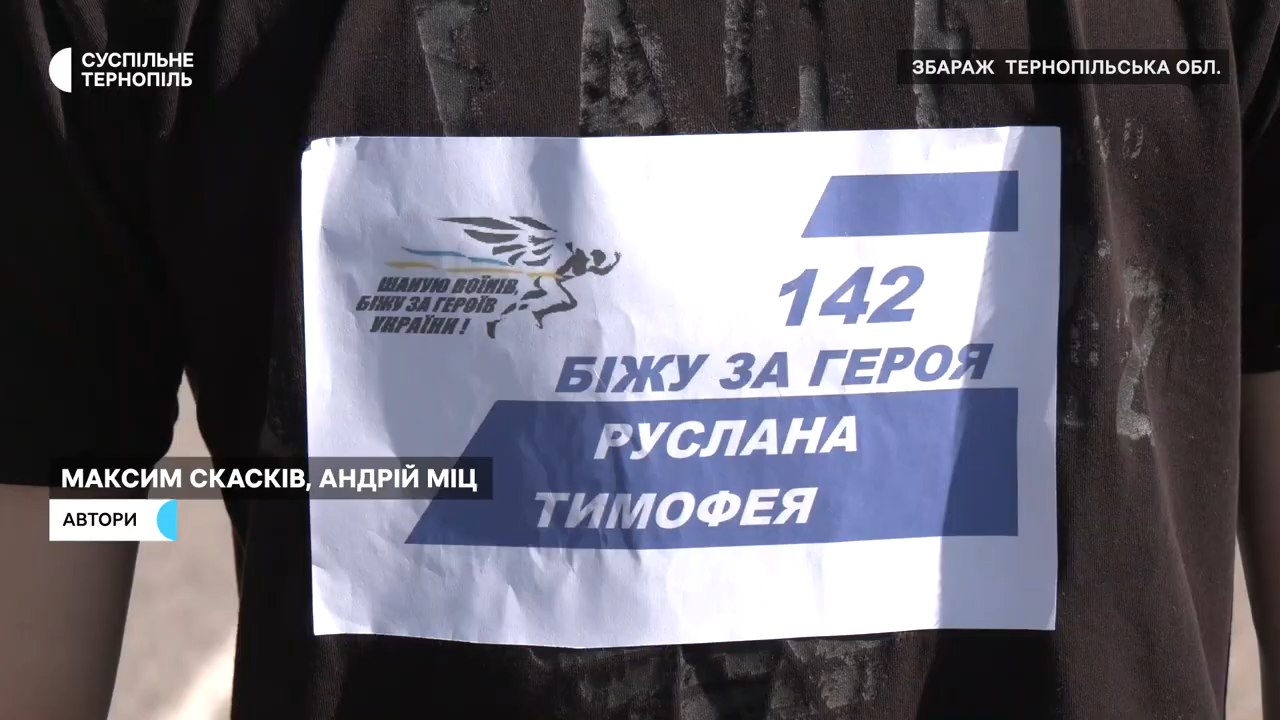 СУСПІЛЬНЕ
ТЕРНОПІЛЬ
ЗБАРАЖ ТЕРНОПІЛЬСЬКА ОБЛ.
ШАНУЮ ВОЇНІВ,
БІЖУ ЗА ГЕРОЇВ
УКРАЇНИ !
142
БІЖУ ЗА ГЕРОЯ
РУСЛАНА
ТИМОФЕЯ
МАКСИМ СКАСКІВ, АНДРІЙ МІЦ
АВТОРИ